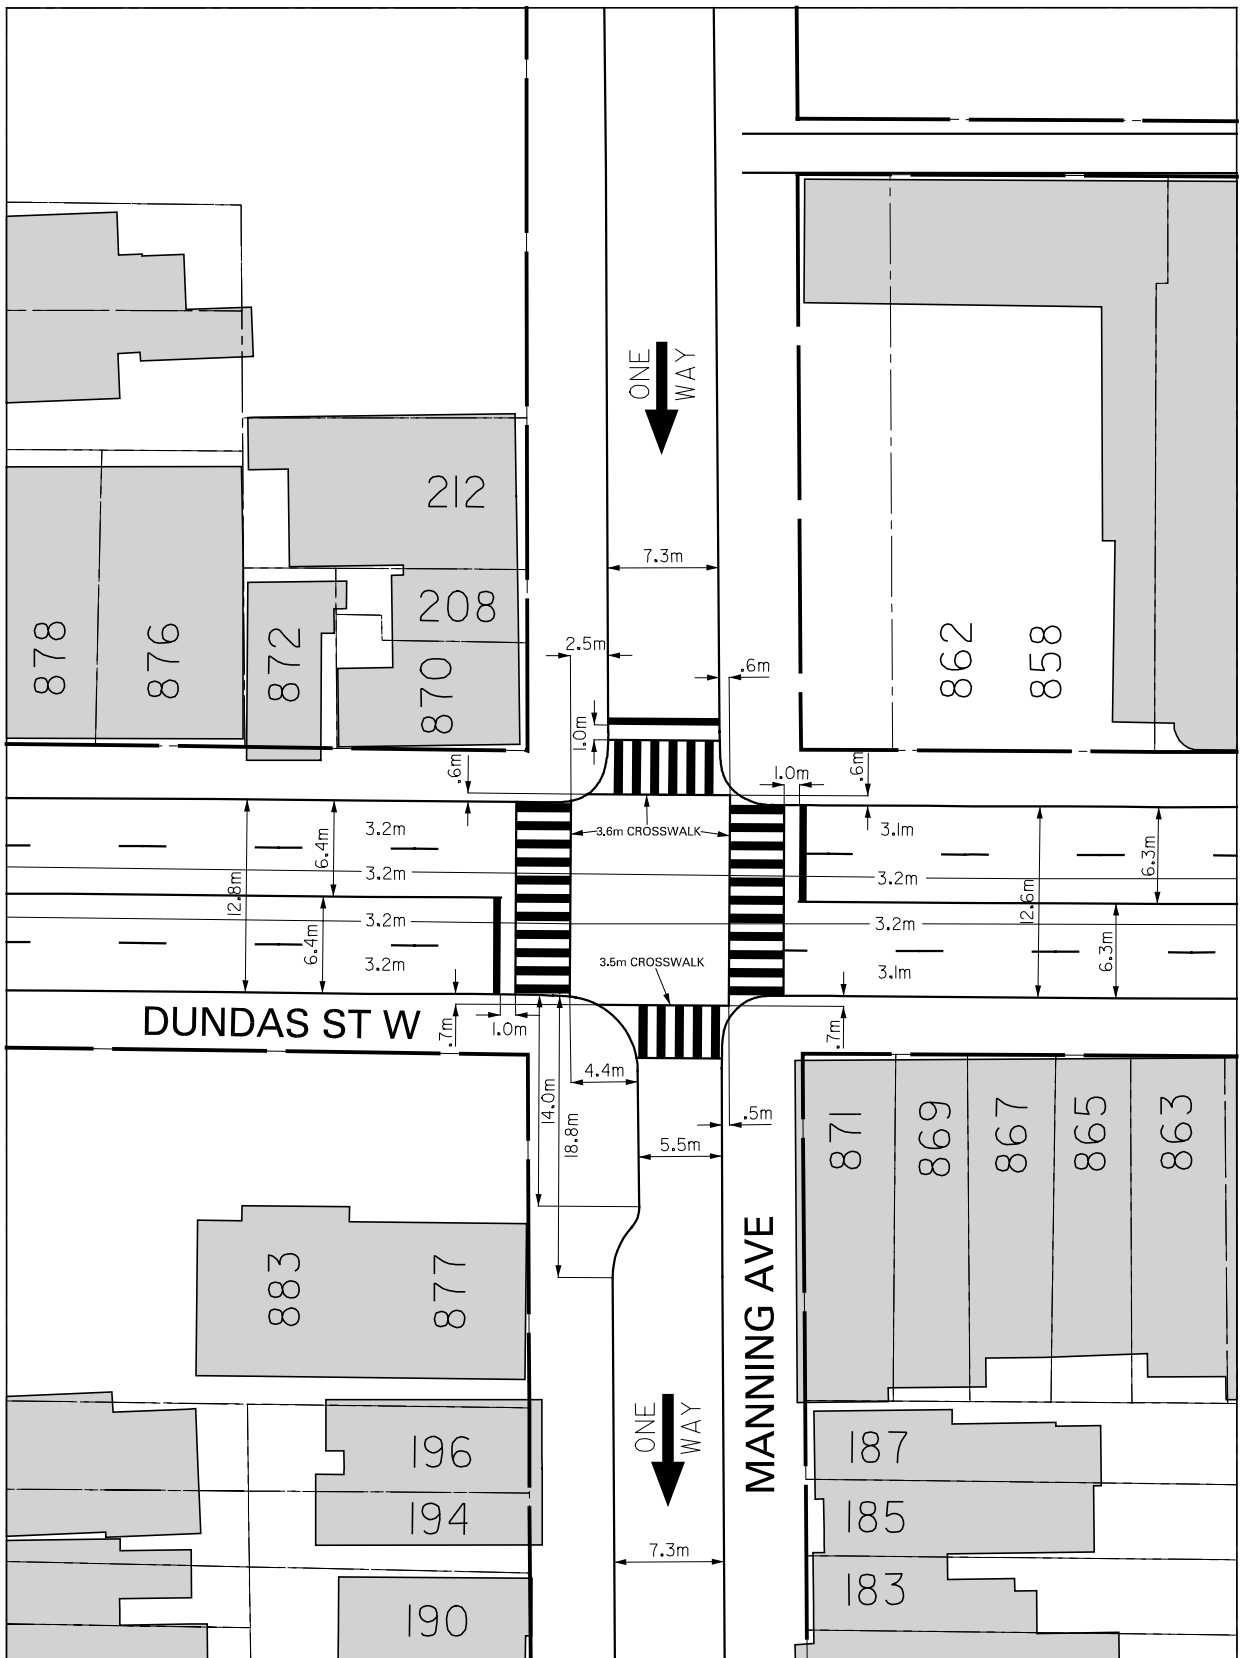 ONE
WAY
212
7.3m
208
2.5m
.6m
878
876
872
870
862
858
1.0m
.6m
1.0m
.6m
3.2m
3.6m CROSSWALK
3.1m
6.4m
6.3m
3.2m
3.2m
12.8m
12.6m
3.2m
3.2m
6.4m
3.2m
3.5m CROSSWALK
3.1m
6.3m
DUNDAS ST W
.7m
1.0m
.7m
4.4m
14.0m
18.8m
.5m
5.5m
871
869
867
865
863
883
877
MANNING AVE
ONE
WAY
196
187
194
185
7.3m
183
190